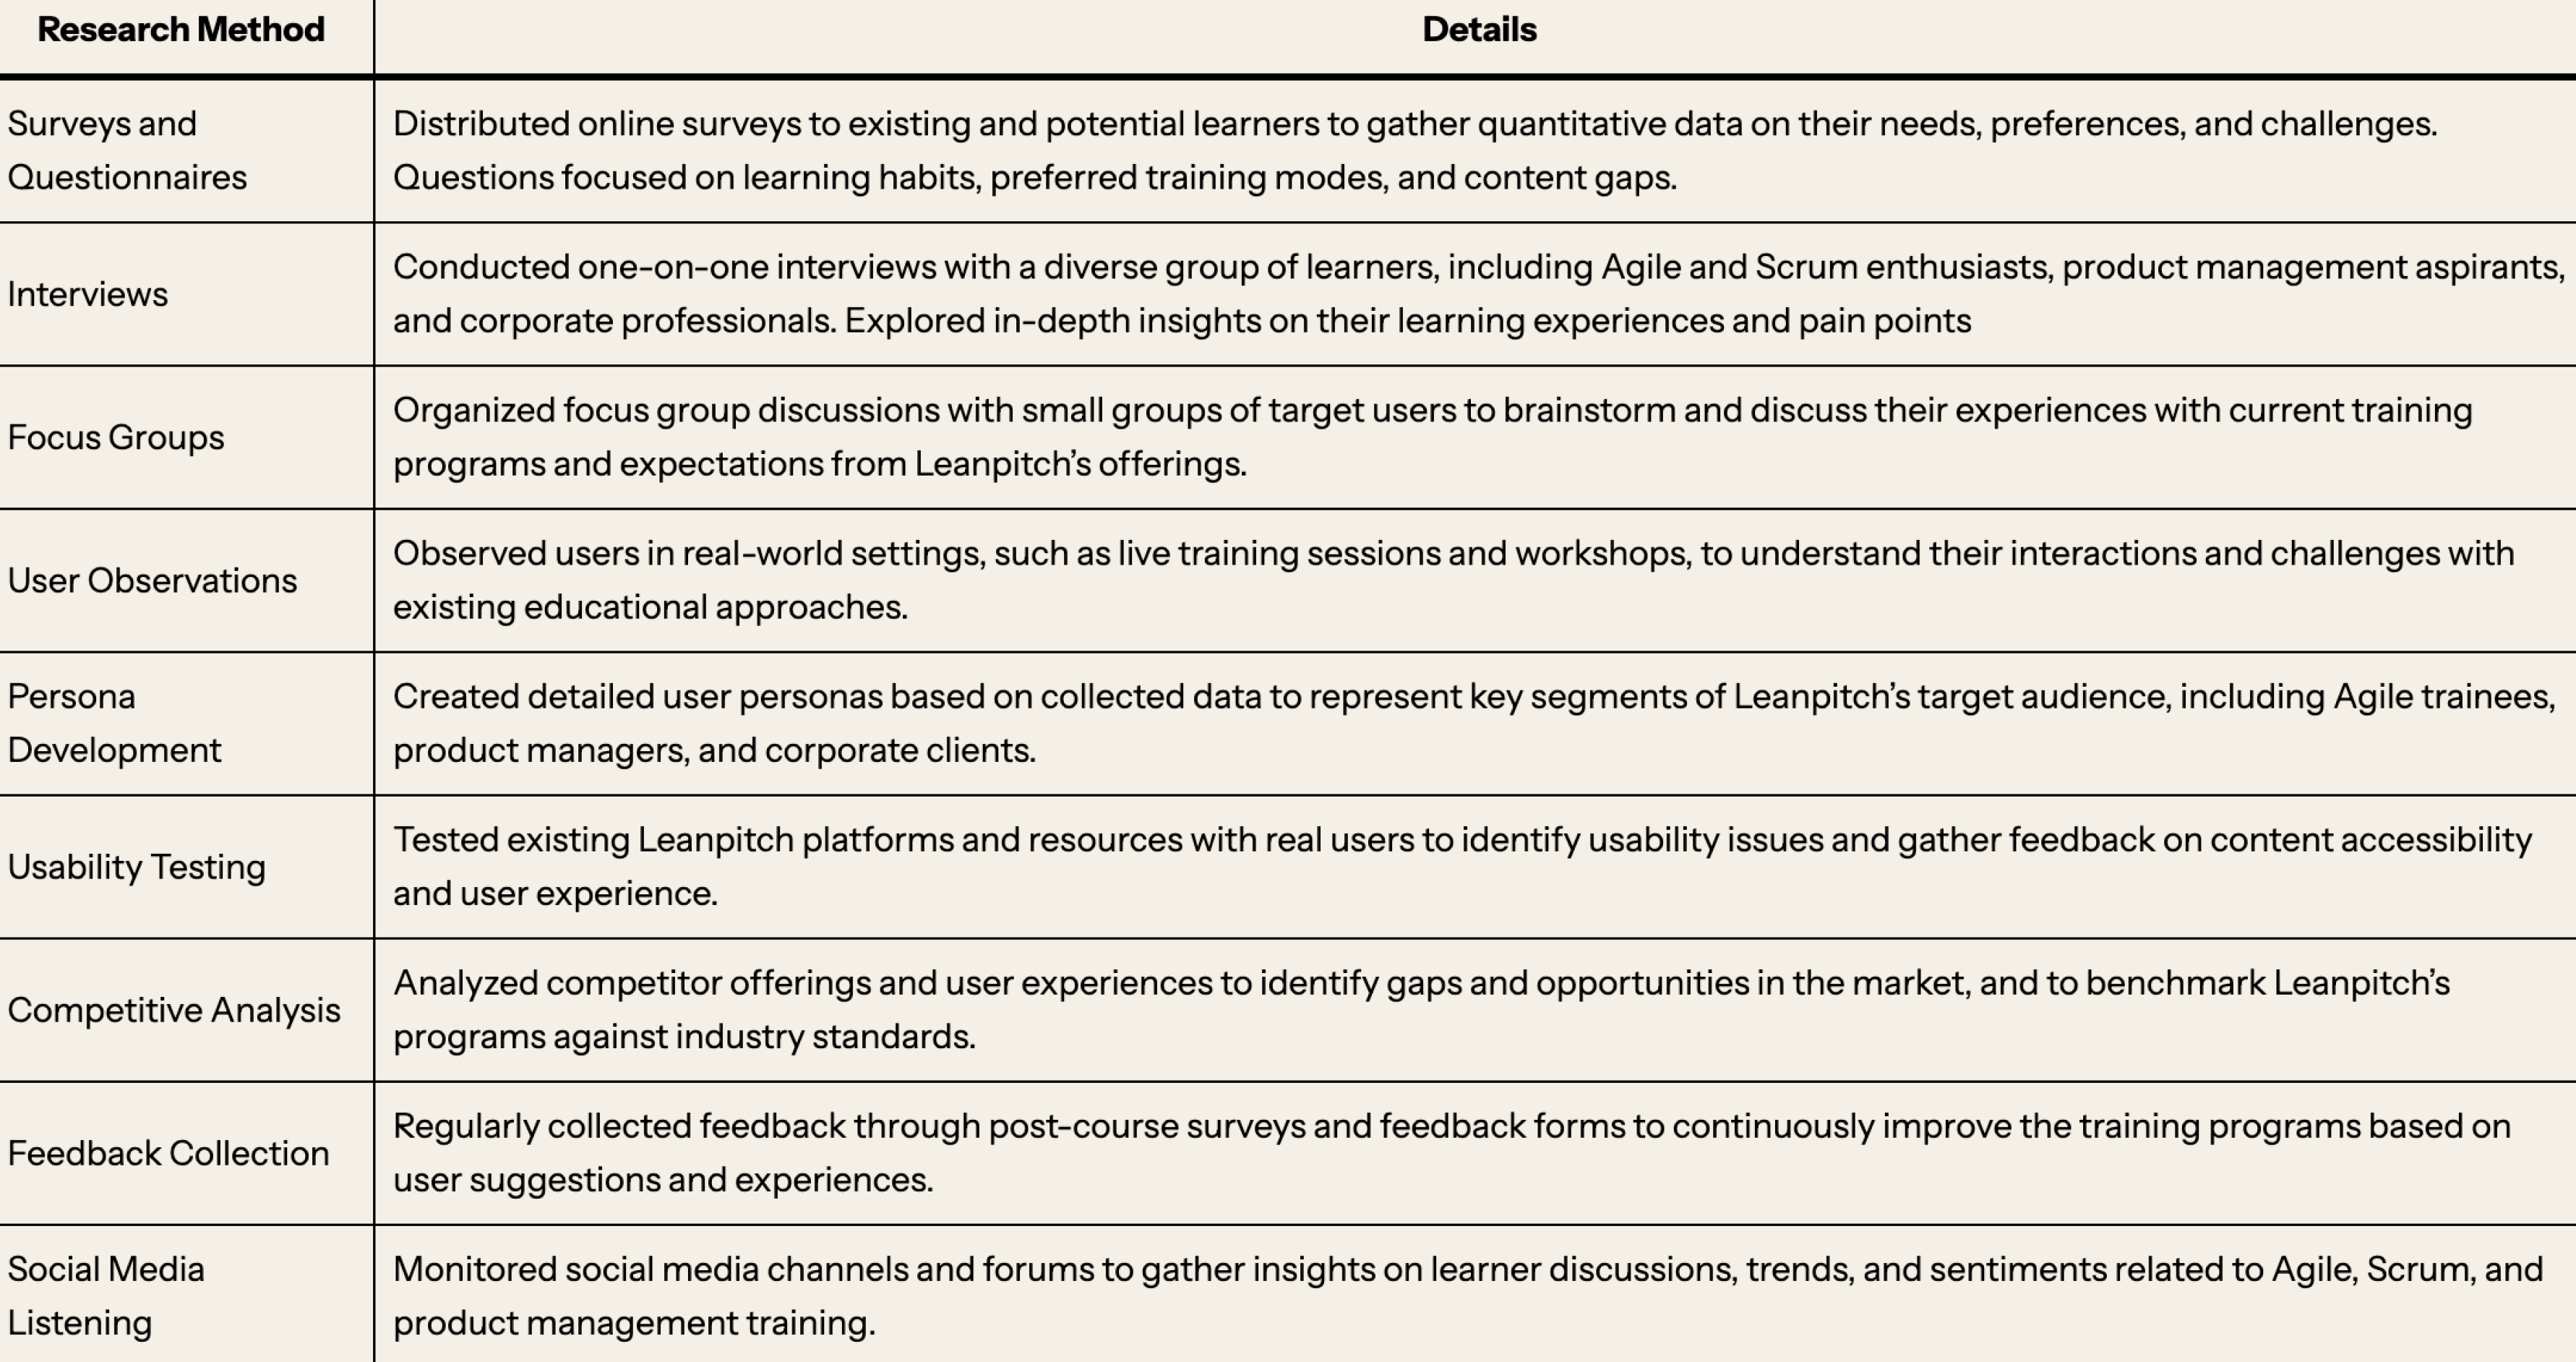 Research Method
Details
Surveys and
Questionnaires
Distributed online surveys to existing and potential learners to gather quantitative data on their needs, preferences, and challenges.
Questions focused on learning habits, preferred training modes, and content gaps.
Interviews
Conducted one-on-one interviews with a diverse group of learners, including Agile and Scrum enthusiasts, product management aspirants,
and corporate professionals. Explored in-depth insights on their learning experiences and pain points
Focus Groups
Organized focus group discussions with small groups of target users to brainstorm and discuss their experiences with current training
programs and expectations from Leanpitch’s offerings.
User Observations
Observed users in real-world settings, such as live training sessions and workshops, to understand their interactions and challenges with
existing educational approaches.
Persona
Development
Created detailed user personas based on collected data to represent key segments of Leanpitch’s target audience, including Agile trainees,
product managers, and corporate clients.
Usability Testing
Tested existing Leanpitch platforms and resources with real users to identify usability issues and gather feedback on content accessibility
and user experience.
Competitive Analysis
Analyzed competitor offerings and user experiences to identify gaps and opportunities in the market, and to benchmark Leanpitch’s
programs against industry standards.
Feedback Collection
Regularly collected feedback through post-course surveys and feedback forms to continuously improve the training programs based on
user suggestions and experiences.
Social Media
Listening
Monitored social media channels and forums to gather insights on learner discussions, trends, and sentiments related to Agile, Scrum, and
product management training.